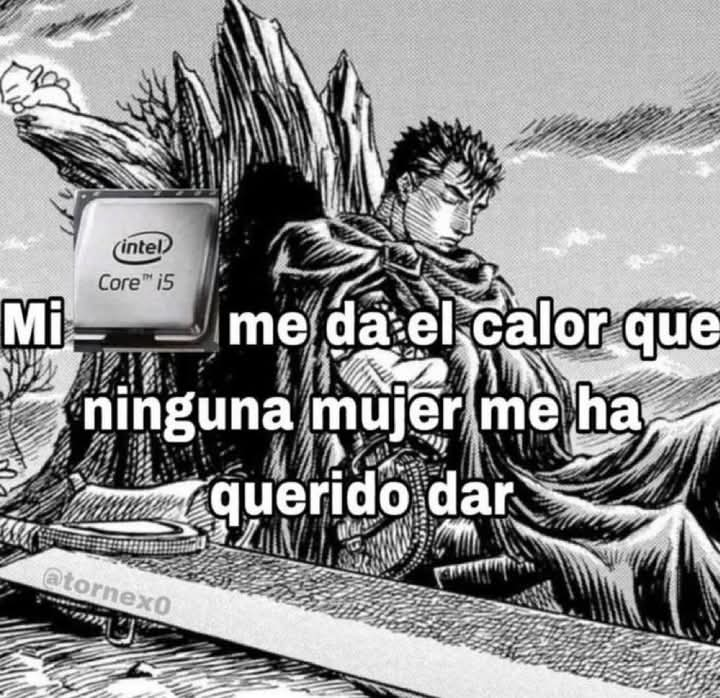 intel
Core™ i5
Mi me da el calor que
ninguna mujer me ha
querido dar
@tornex0